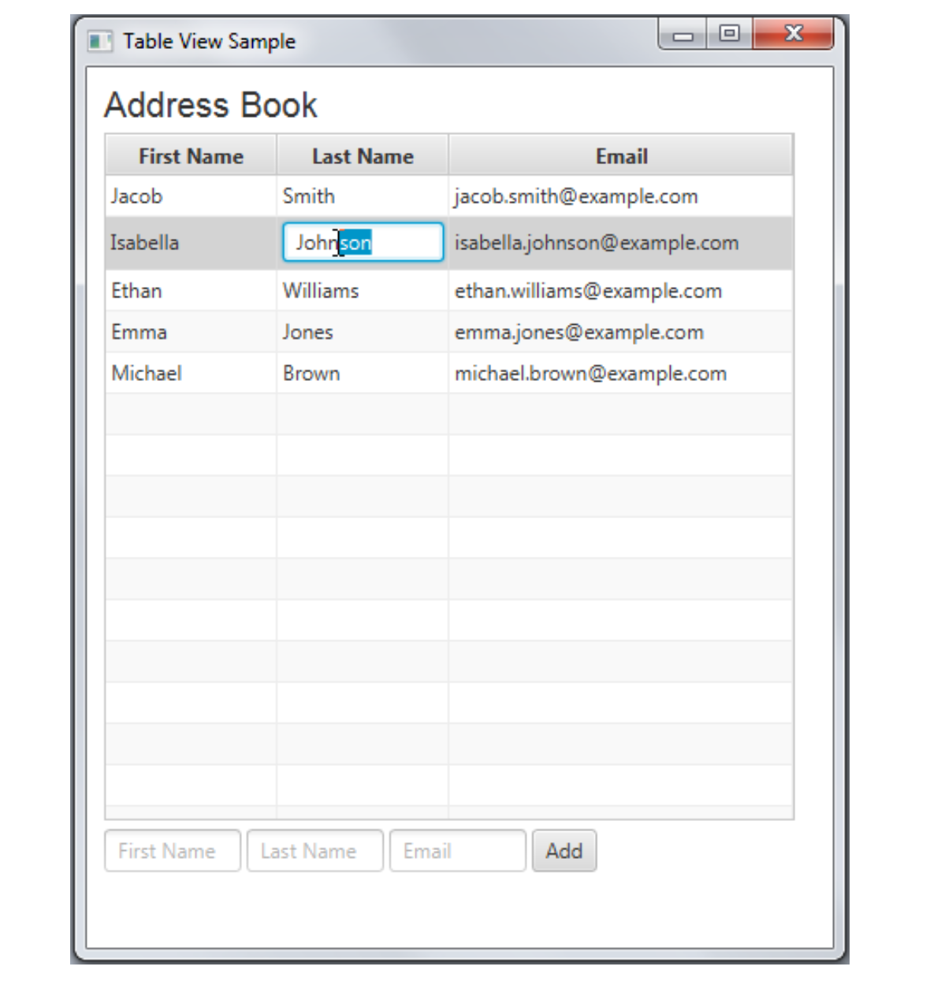 Table View Sample
Address Book
First Name Last Name Email
Jacob Smith jacob.smith@example.com
Isabella Johnson isabella.johnson@example.com
Ethan Williams ethan.williams@example.com
Emma Jones emma.jones@example.com
Michael Brown michael.brown@example.com
First Name Last Name Email Add